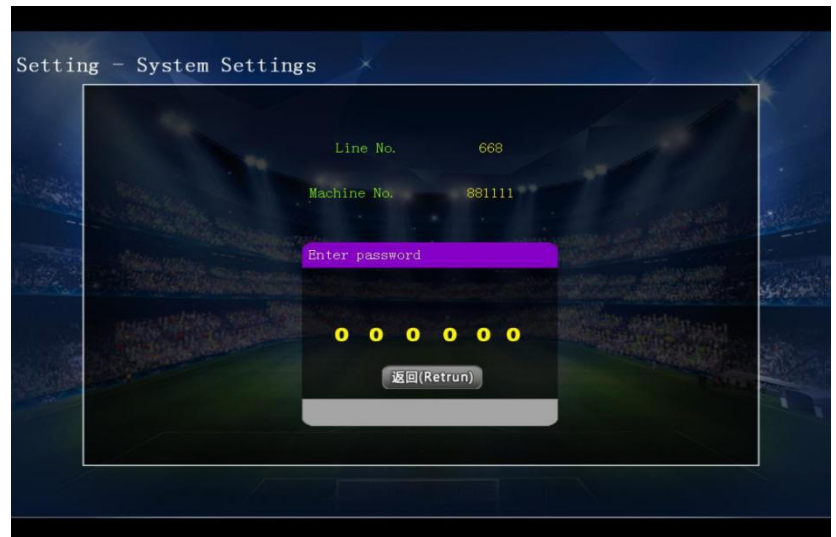 Setting - System Settings
Line No. 668
Machine No. 881111
Enter password
0 0 0 0 0 0
返回(Retrun)